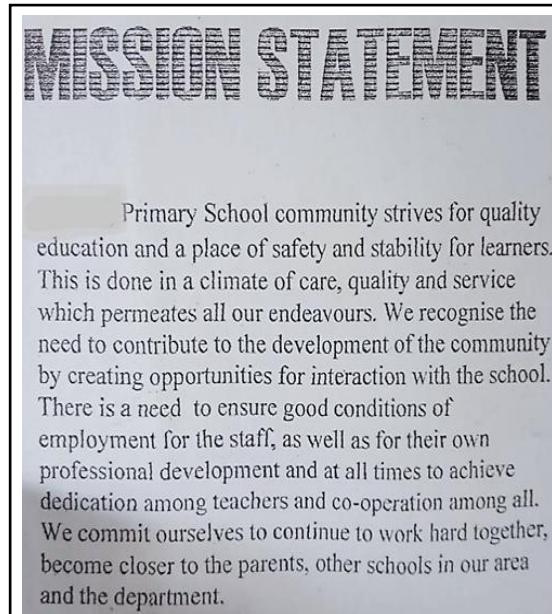 MISSION STATEMENT
Primary School community strives for quality
education and a place of safety and stability for learners.
This is done in a climate of care, quality and service
which permeates all our endeavours. We recognise the
need to contribute to the development of the community
by creating opportunities for interaction with the school.
There is a need to ensure good conditions of
employment for the staff, as well as for their own
professional development and at all times to achieve
dedication among teachers and co-operation among all.
We commit ourselves to continue to work hard together,
become closer to the parents, other schools in our area
and the department.